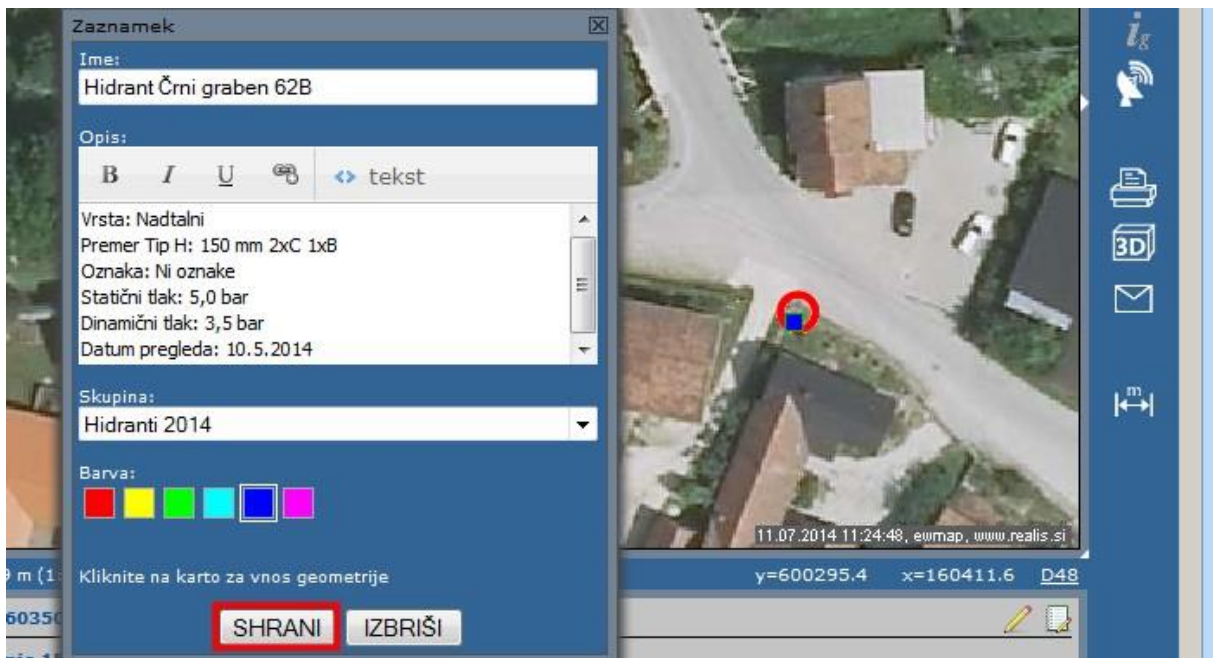 Zaznamek
Ime:
Hidrant Črni graben 62B
Opis:
B I U <> tekst
Vrsta: Nadtalni
Premer Tip H: 150 mm 2xC 1xB
Oznaka: Ni oznake
Statični tlak: 5,0 bar
Dinamični tlak: 3,5 bar
Datum pregleda: 10.5.2014
Skupina:
Hidranti 2014
Barva:
Kliknite na karto za vnos geometrije
SHRANI IZBRIŠI
ig
3D
m
11.07.2014 11:24:48, ewmap, www.realis.si
9 m (1:
y=600295.4 x=160411.6 D48